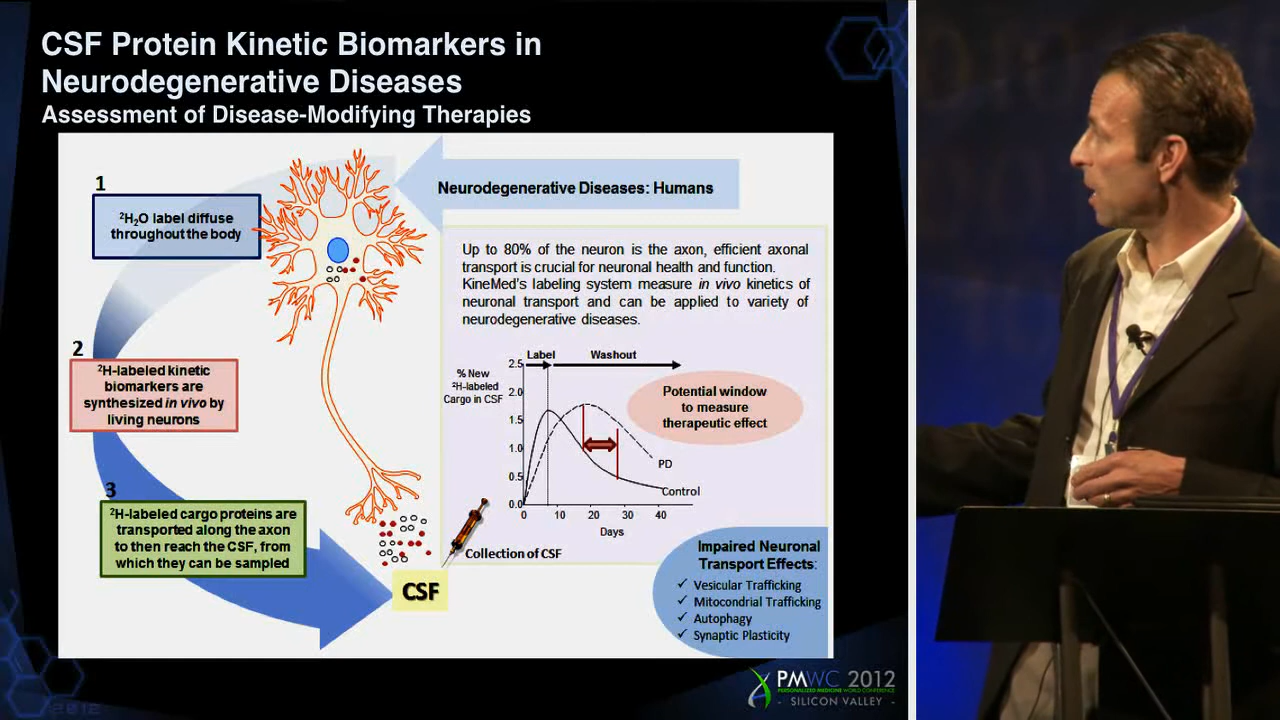 CSF Protein Kinetic Biomarkers in
Neurodegenerative Diseases
Assessment of Disease-Modifying Therapies
1
²H₂O label diffuse
throughout the body
2
²H-labeled kinetic
biomarkers are
synthesized in vivo by
living neurons
3
²H-labeled cargo proteins are
transported along the axon
to then reach the CSF, from
which they can be sampled
Neurodegenerative Diseases: Humans
Up to 80% of the neuron is the axon, efficient axonal
transport is crucial for neuronal health and function.
KineMed's labeling system measure in vivo kinetics of
neuronal transport and can be applied to variety of
neurodegenerative diseases.
Label Washout
% New
²H-labeled
Cargo in CSF
2.5
2.0
1.5
1.0
0.5
0.0
0 10 20 30 40
Days
Potential window
to measure
therapeutic effect
PD
Control
Collection of CSF
CSF
Impaired Neuronal
Transport Effects:
✓ Vesicular Trafficking
✓ Mitocondrial Trafficking
✓ Autophagy
✓ Synaptic Plasticity
PMWC 2012
PERSONALIZED MEDICINE WORLD CONFERENCE
- SILICON VALLEY -
2012